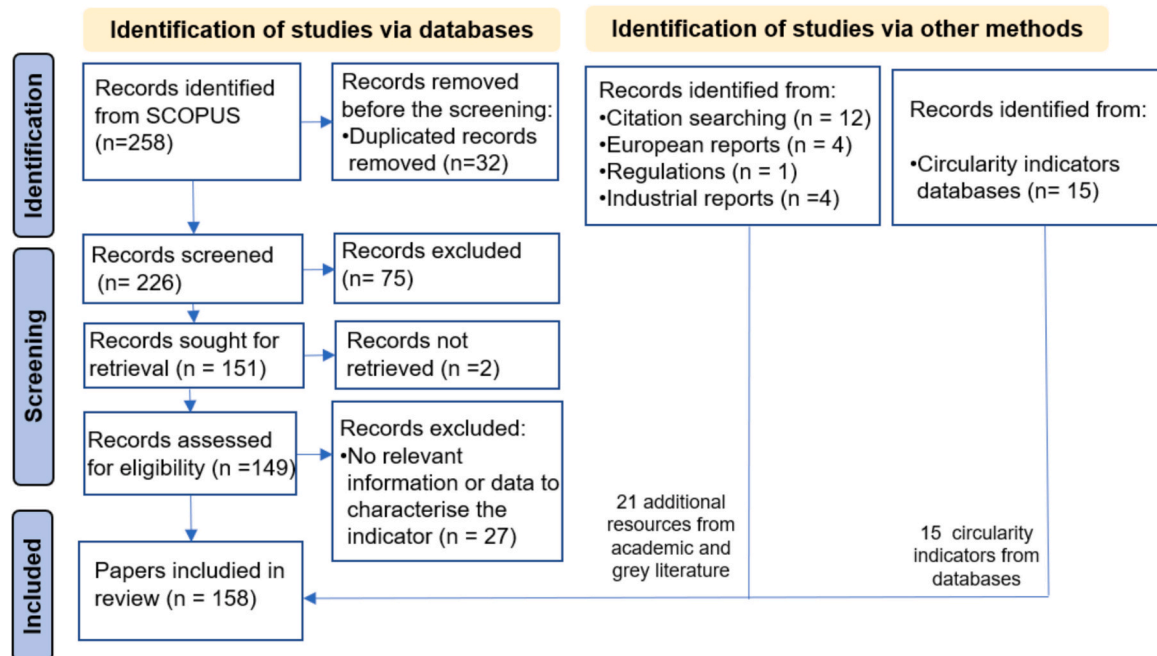 Identification of studies via databases
Identification of studies via other methods
Identification
Records identified
from SCOPUS
(n=258)
Records removed
before the screening:
•Duplicated records
removed (n=32)
Records identified from:
•Citation searching (n = 12)
•European reports (n = 4)
•Regulations (n = 1)
•Industrial reports (n =4)
Records identified from:
•Circularity indicators
databases (n= 15)
Screening
Records screened
(n= 226)
Records excluded
(n= 75)
Records sought for
retrieval (n = 151)
Records not
retrieved (n =2)
Records assessed
for eligibility (n =149)
Records excluded:
•No relevant
information or data to
characterise the
indicator (n = 27)
21 additional
resources from
academic and
grey literature
15 circularity
indicators from
databases
Included
Papers includied in
review (n = 158)